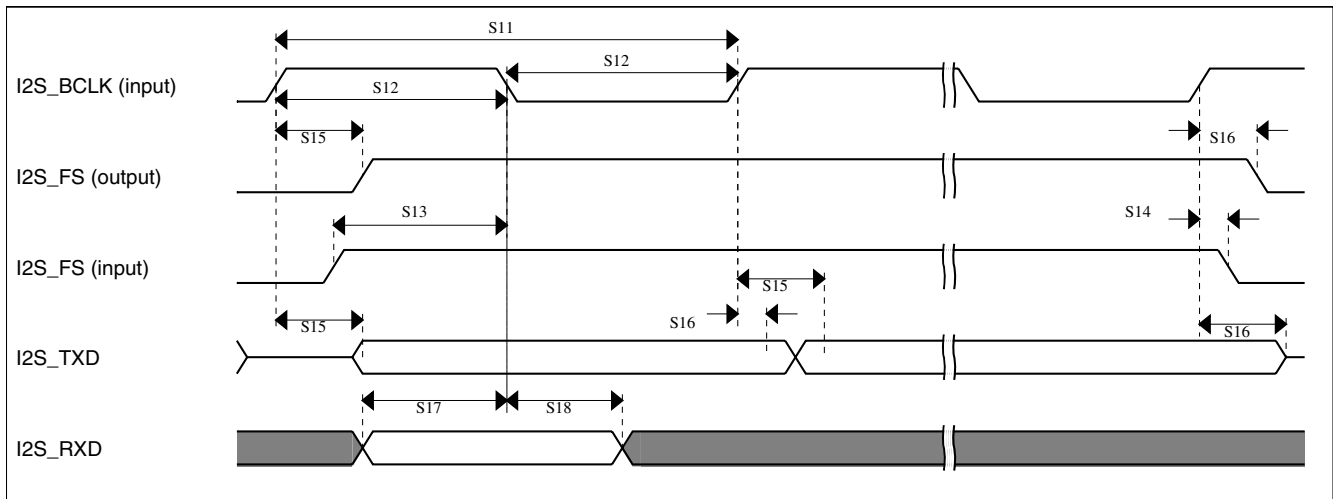 S11
I2S_BCLK (input)
S12
S12
S15
S16
I2S_FS (output)
S13
S14
I2S_FS (input)
S15
S16
S15
S16
I2S_TXD
S17
S18
I2S_RXD